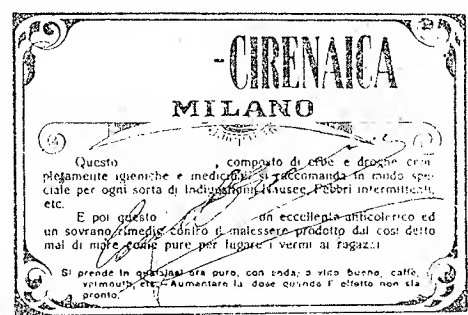 -CIRENAICA
MILANO
Questo , composto di erbe e droghe com
pletamente igieniche e medicinali si raccomanda in modo spe
ciale per ogni sorta di Indigestioni Nausee, Febbri intermittenti,
etc.
E poi questo un eccellente anticolerico ed
un sovrano rimedio contro il malessere prodotto dal cosi detto
mal di mare come pure per fugare i vermi ai ragazzi
Si prende in qualsiasi ora puro, con soda, o vino buono, caffè,
vermouth, etc - Aumentare la dose quando l' effetto non sia
pronto.